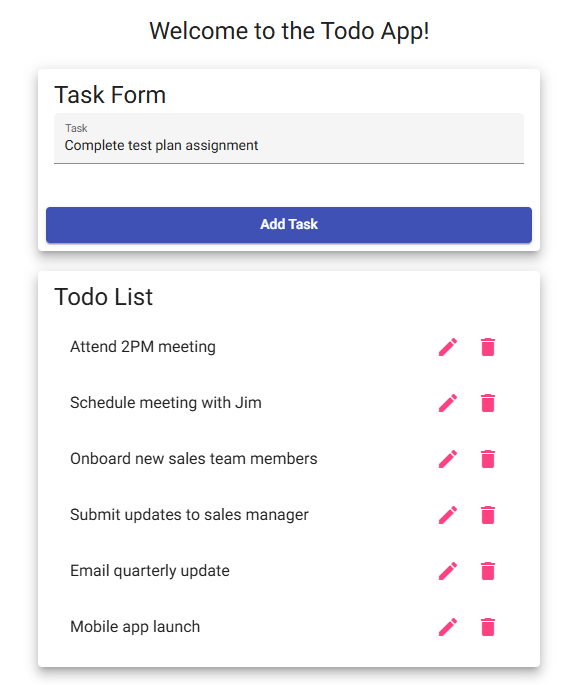 Welcome to the Todo App!
Task Form
Task
Complete test plan assignment
Add Task
Todo List
Attend 2PM meeting
Schedule meeting with Jim
Onboard new sales team members
Submit updates to sales manager
Email quarterly update
Mobile app launch